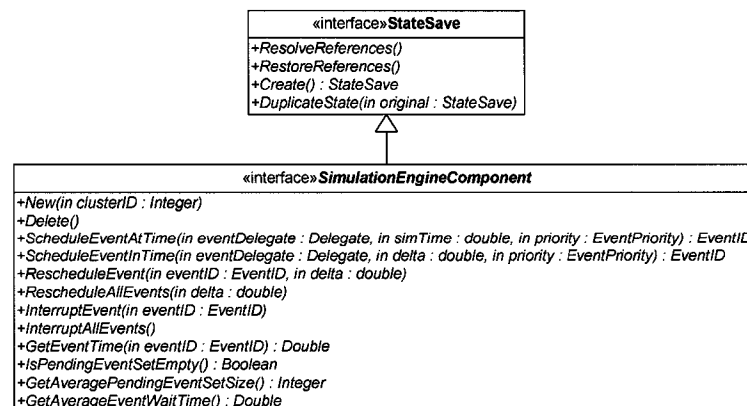 «interface»StateSave
+ResolveReferences()
+RestoreReferences()
+Create() : StateSave
+DuplicateState(in original : StateSave)
«interface»SimulationEngineComponent
+New(in clusterID : Integer)
+Delete()
+ScheduleEventAtTime(in eventDelegate : Delegate, in simTime : double, in priority : EventPriority) : EventID
+ScheduleEventInTime(in eventDelegate : Delegate, in delta : double, in priority : EventPriority) : EventID
+RescheduleEvent(in eventID : EventID, in delta : double)
+RescheduleAllEvents(in delta : double)
+InterruptEvent(in eventID : EventID)
+InterruptAllEvents()
+GetEventTime(in eventID : EventID) : Double
+IsPendingEventSetEmpty() : Boolean
+GetAveragePendingEventSetSize() : Integer
+GetAverageEventWaitTime() : Double